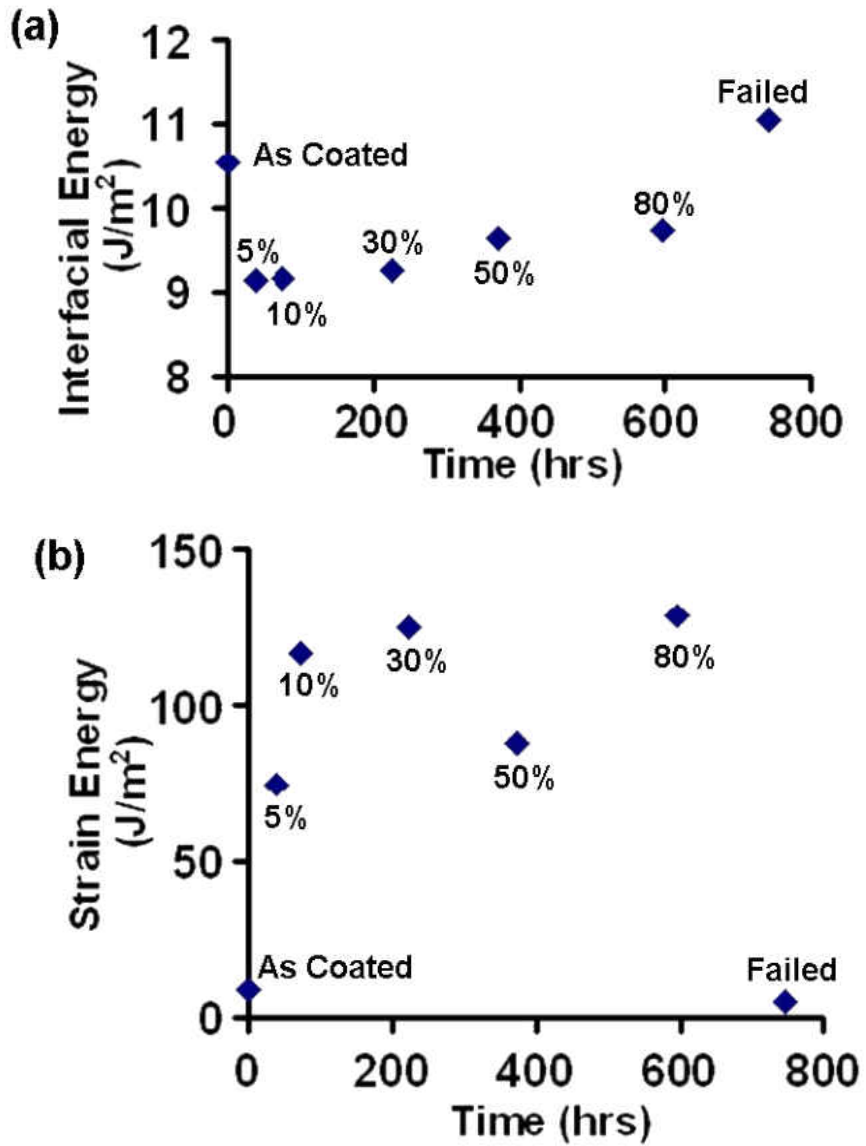 (a)
12
11
10
9
8
Interfacial Energy
(J/m²)
As Coated
5%
10%
30%
50%
80%
Failed
0 200 400 600 800
Time (hrs)
(b)
150
100
50
0
Strain Energy
(J/m²)
As Coated
5%
10%
30%
50%
80%
Failed
0 200 400 600 800
Time (hrs)